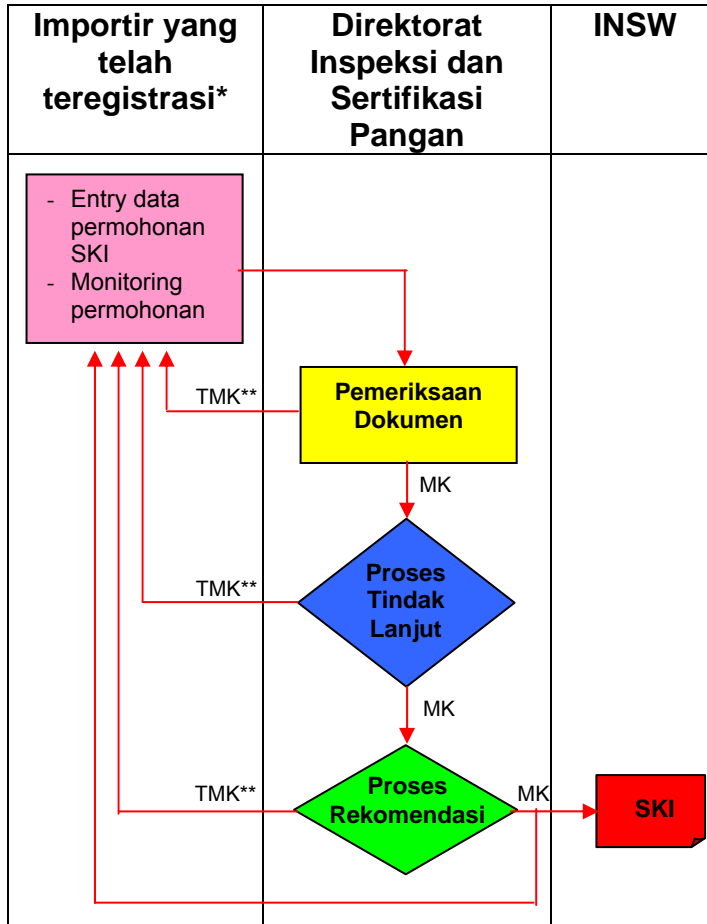 Importir yang
telah
teregistrasi*
Direktorat
Inspeksi dan
Sertifikasi
Pangan
INSW
- Entry data
permohonan
SKI
- Monitoring
permohonan
TMK**
Pemeriksaan
Dokumen
MK
TMK**
Proses
Tindak
Lanjut
MK
TMK**
Proses
Rekomendasi
MK
SKI